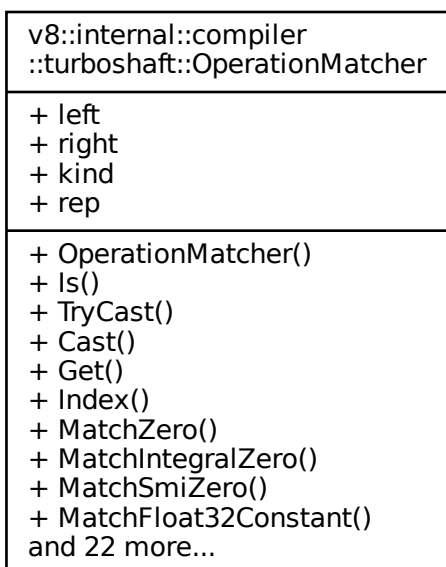 v8::internal::compiler
::turboshaft::OperationMatcher
+ left
+ right
+ kind
+ rep
+ OperationMatcher()
+ Is()
+ TryCast()
+ Cast()
+ Get()
+ Index()
+ MatchZero()
+ MatchIntegralZero()
+ MatchSmiZero()
+ MatchFloat32Constant()
and 22 more...